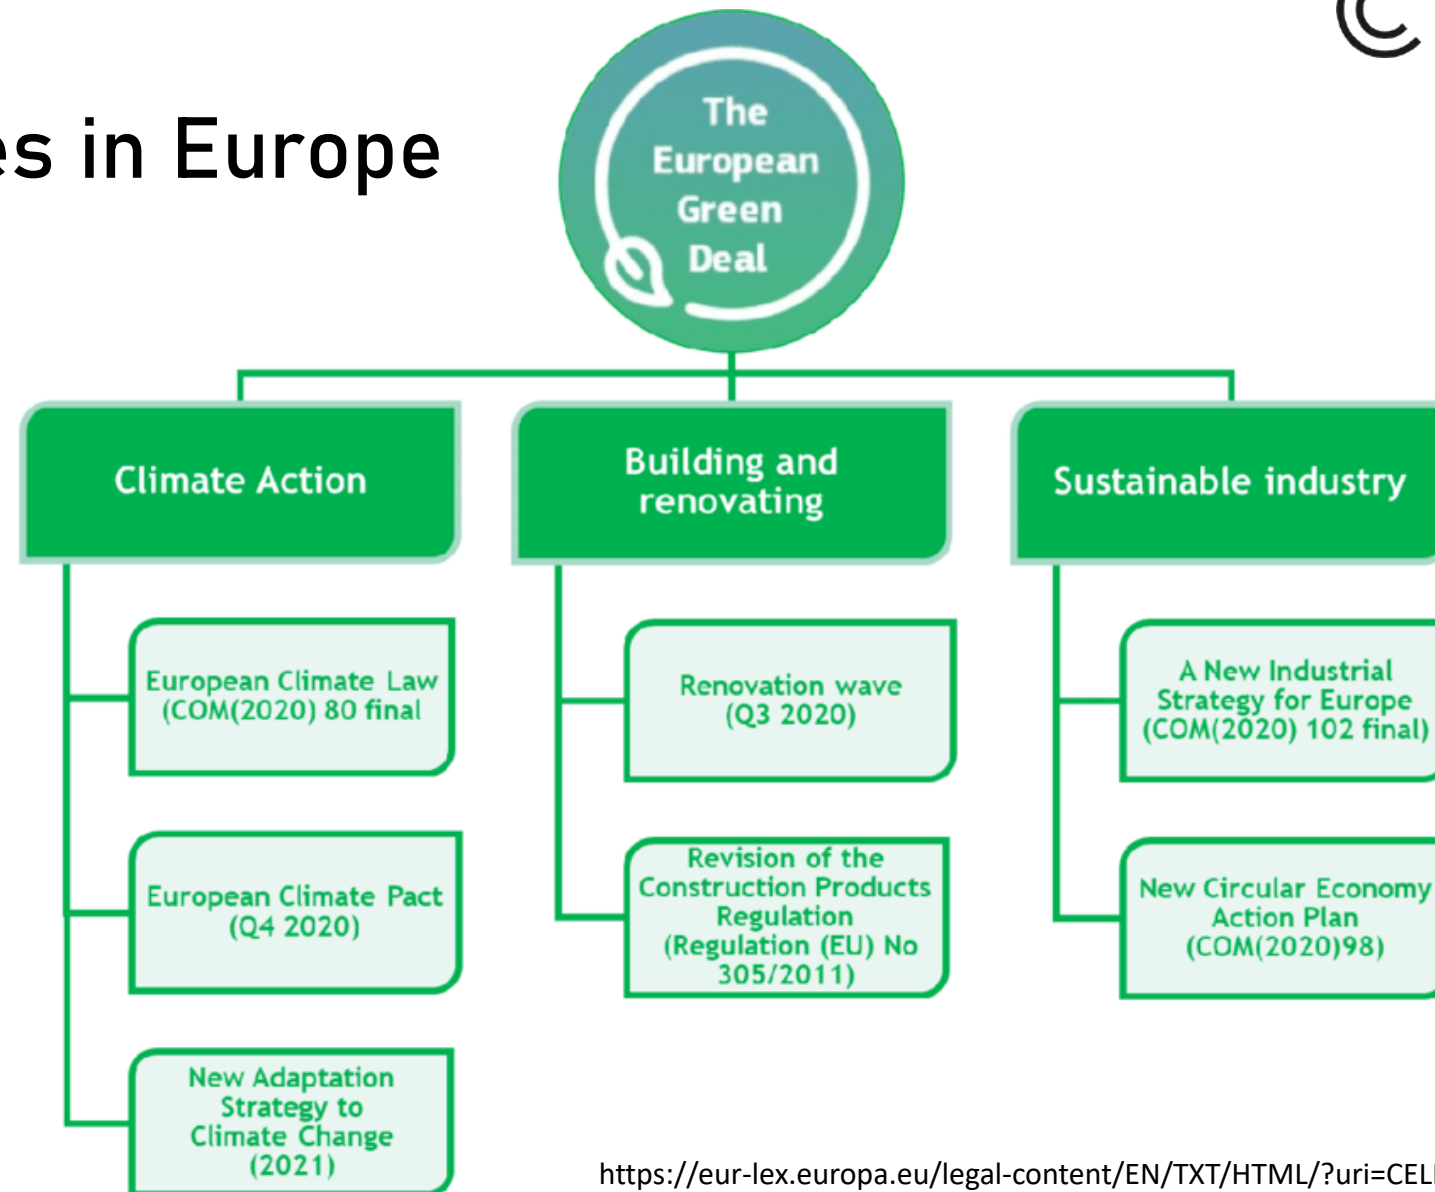 es in Europe
The
European
Green
Deal
Climate Action
Building and
renovating
Sustainable industry
European Climate Law
(COM(2020) 80 final
Renovation wave
(Q3 2020)
A New Industrial
Strategy for Europe
(COM(2020) 102 final)
European Climate Pact
(Q4 2020)
Revision of the
Construction Products
Regulation
(Regulation (EU) No
305/2011)
New Circular Economy
Action Plan
(COM(2020)98)
New Adaptation
Strategy to
Climate Change
(2021)
https://eur-lex.europa.eu/legal-content/EN/TXT/HTML/?uri=CEL